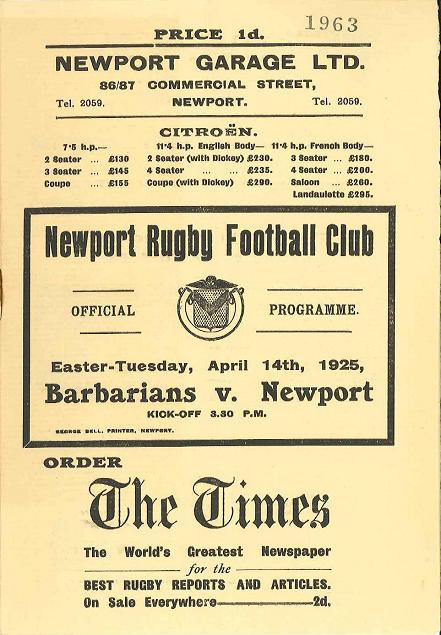 1963
PRICE 1d.
NEWPORT GARAGE LTD.
86/87 COMMERCIAL STREET,
Tel. 2059. NEWPORT. Tel. 2059.
CITROËN.
7·5 h.p.— 11·4 h.p. English Body— 11·4 h.p. French Body—
2 Seater ... £130 2 Seater (with Dickey) £230. 3 Seater ... £180.
3 Seater ... £145 4 Seater ... ... £235. 4 Seater ... £200.
Coupe ... £155 Coupe (with Dickey) £290. Saloon ... £260.
Landaulette £295.
Newport Rugby Football Club
OFFICIAL PROGRAMME.
Easter-Tuesday, April 14th, 1925,
Barbarians v. Newport
KICK-OFF 3.30 P.M.
GEORGE BELL, PRINTER, NEWPORT.
ORDER
The Times
The World's Greatest Newspaper
for the
BEST RUGBY REPORTS AND ARTICLES.
On Sale Everywhere———2d.